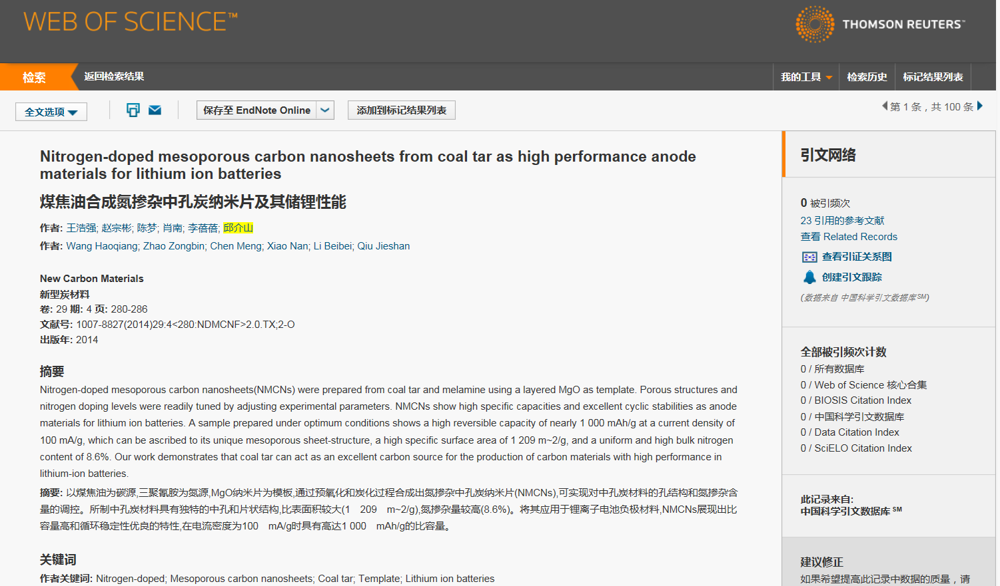 WEB OF SCIENCE™
THOMSON REUTERS™
检索
返回检索结果
我的工具
检索历史
标记结果列表
全文选项
保存至 EndNote Online
添加到标记结果列表
第 1 条，共 100 条
Nitrogen-doped mesoporous carbon nanosheets from coal tar as high performance anode
materials for lithium ion batteries
煤焦油合成氮掺杂中孔炭纳米片及其储锂性能
作者: 王浩强; 赵宗彬; 陈梦; 肖南; 李蓓蓓; 邱介山
作者: Wang Haoqiang; Zhao Zongbin; Chen Meng; Xiao Nan; Li Beibei; Qiu Jieshan
New Carbon Materials
新型炭材料
卷: 29 期: 4 页: 280-286
文献号: 1007-8827(2014)29:4<280:NDMCNF>2.0.TX;2-O
出版年: 2014
摘要
Nitrogen-doped mesoporous carbon nanosheets(NMCNs) were prepared from coal tar and melamine using a layered MgO as template. Porous structures and
nitrogen doping levels were readily tuned by adjusting experimental parameters. NMCNs show high specific capacities and excellent cyclic stabilities as anode
materials for lithium ion batteries. A sample prepared under optimum conditions shows a high reversible capacity of nearly 1 000 mAh/g at a current density of
100 mA/g, which can be ascribed to its unique mesoporous sheet-structure, a high specific surface area of 1 209 m~2/g, and a uniform and high bulk nitrogen
content of 8.6%. Our work demonstrates that coal tar can act as an excellent carbon source for the production of carbon materials with high performance in
lithium-ion batteries.
摘要: 以煤焦油为碳源,三聚氰胺为氮源,MgO纳米片为模板,通过预氧化和炭化过程合成出氮掺杂中孔炭纳米片(NMCNs),可实现对中孔炭材料的孔结构和氮掺杂含
量的调控。所制中孔炭材料具有独特的中孔和片状结构,比表面积较大(1 209 m~2/g),氮掺杂量较高(8.6%)。将其应用于锂离子电池负极材料,NMCNs展现出比
容量高和循环稳定性优良的特性,在电流密度为100 mA/g时具有高达1 000 mAh/g的比容量。
关键词
作者关键词: Nitrogen-doped; Mesoporous carbon nanosheets; Coal tar; Template; Lithium ion batteries
引文网络
0 被引频次
23 引用的参考文献
查看 Related Records
查看引证关系图
创建引文跟踪
(数据来自 中国科学引文数据库℠)
全部被引频次计数
0 / 所有数据库
0 / Web of Science 核心合集
0 / BIOSIS Citation Index
0 / 中国科学引文数据库
0 / Data Citation Index
0 / SciELO Citation Index
此记录来自:
中国科学引文数据库 ℠
建议修正
如果希望提高此记录中数据的质量，请